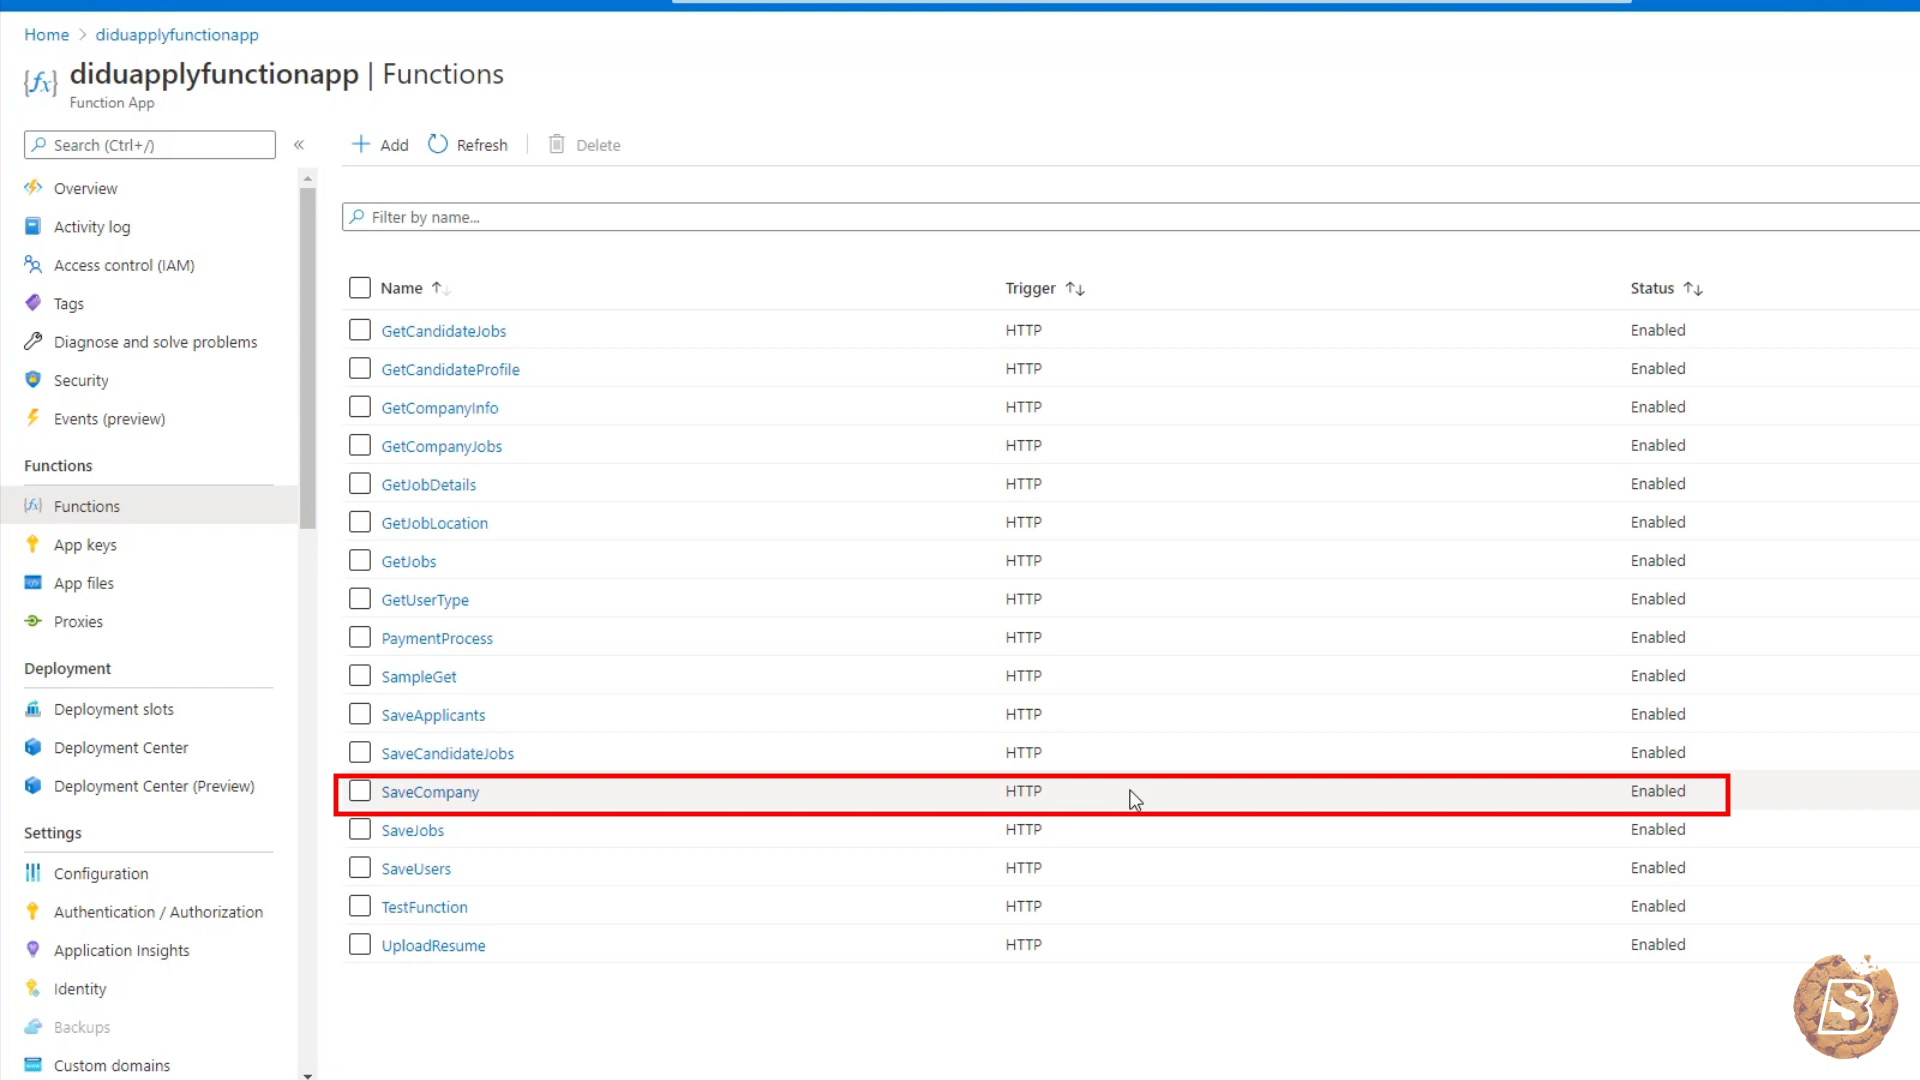 Home > diduapplyfunctionapp
{fx} diduapplyfunctionapp | Functions
Function App
Search (Ctrl+/) «
Add Refresh Delete
Overview
Activity log
Access control (IAM)
Tags
Diagnose and solve problems
Security
Events (preview)
Functions
{fx} Functions
App keys
App files
Proxies
Deployment
Deployment slots
Deployment Center
Deployment Center (Preview)
Settings
Configuration
Authentication / Authorization
Application Insights
Identity
Backups
Custom domains
Filter by name...
Name ↑↓ Trigger ↑↓ Status ↑↓
GetCandidateJobs HTTP Enabled
GetCandidateProfile HTTP Enabled
GetCompanyInfo HTTP Enabled
GetCompanyJobs HTTP Enabled
GetJobDetails HTTP Enabled
GetJobLocation HTTP Enabled
GetJobs HTTP Enabled
GetUserType HTTP Enabled
PaymentProcess HTTP Enabled
SampleGet HTTP Enabled
SaveApplicants HTTP Enabled
SaveCandidateJobs HTTP Enabled
SaveCompany HTTP Enabled
SaveJobs HTTP Enabled
SaveUsers HTTP Enabled
TestFunction HTTP Enabled
UploadResume HTTP Enabled
BS